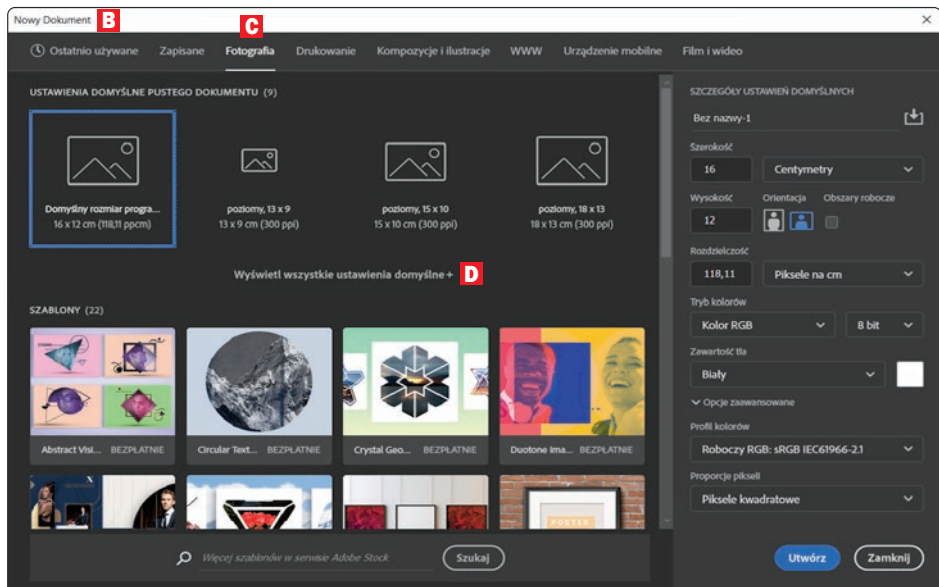 Nowy Dokument B
C
Ostatnio używane Zapisane Fotografia Drukowanie Kompozycje i ilustracje WWW Urządzenie mobilne Film i wideo
USTAWIENIA DOMYŚLNE PUSTEGO DOKUMENTU (9)
Domyślny rozmiar progra...
16 x 12 cm (118,11 ppcm)
poziomy, 13 x 9
13 x 9 cm (300 ppi)
poziomy, 15 x 10
15 x 10 cm (300 ppi)
poziomy, 18 x 13
18 x 13 cm (300 ppi)
Wyświetl wszystkie ustawienia domyślne+ D
SZABLONY (22)
Abstract Visi... BEZPŁATNIE
Circular Text... BEZPŁATNIE
Crystal Geo... BEZPŁATNIE
Duotone Ima... BEZPŁATNIE
POSTER
Więcej szablonów w serwisie Adobe Stock
Szukaj
SZCZEGÓŁY USTAWIEŃ DOMYŚLNYCH
Bez nazwy-1
Szerokość
16 Centymetry
Wysokość Orientacja Obszary robocze
12
Rozdzielczość
118,11 Piksele na cm
Tryb kolorów
Kolor RGB 8 bit
Zawartość tła
Biały
Opcje zaawansowane
Profil kolorów
Roboczy RGB: sRGB IEC61966-2.1
Proporcje pikseli
Piksele kwadratowe
Utwórz Zamknij